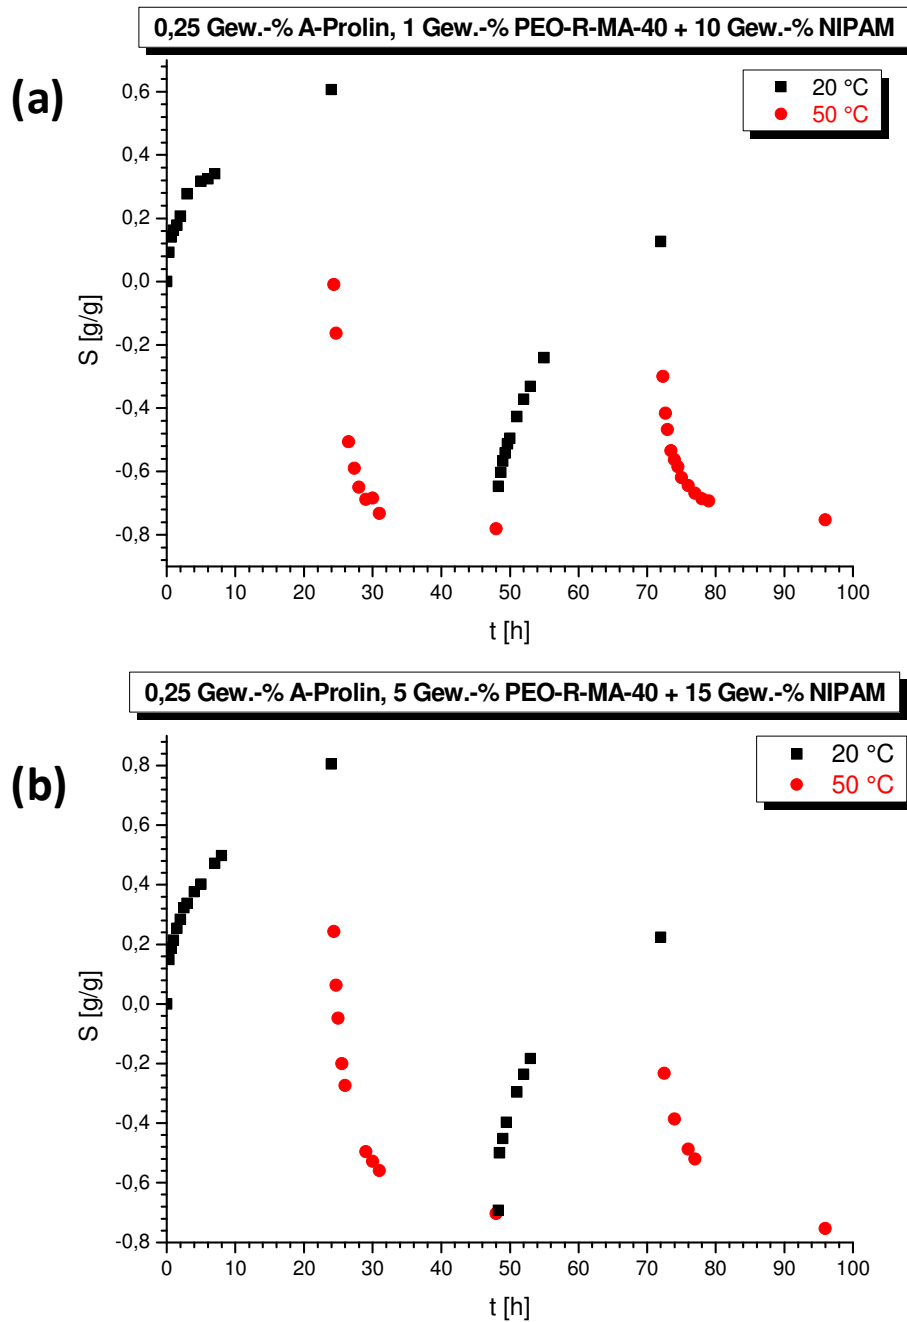 0,25 Gew.-% A-Prolin, 1 Gew.-% PEO-R-MA-40 + 10 Gew.-% NIPAM
(a)
20 °C
50 °C
0,6
0,4
0,2
0,0
-0,2
-0,4
-0,6
-0,8
S [g/g]
0 10 20 30 40 50 60 70 80 90 100
t [h]
0,25 Gew.-% A-Prolin, 5 Gew.-% PEO-R-MA-40 + 15 Gew.-% NIPAM
(b)
20 °C
50 °C
0,8
0,6
0,4
0,2
0,0
-0,2
-0,4
-0,6
-0,8
S [g/g]
0 10 20 30 40 50 60 70 80 90 100
t [h]